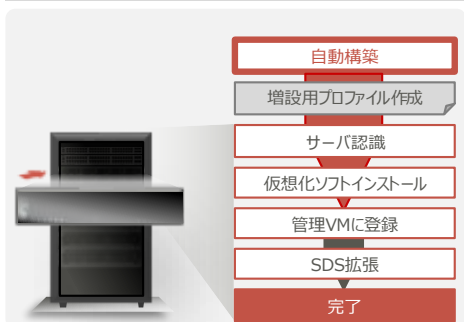 自動構築
増設用プロファイル作成
サーバ認識
仮想化ソフトインストール
管理VMに登録
SDS拡張
完了